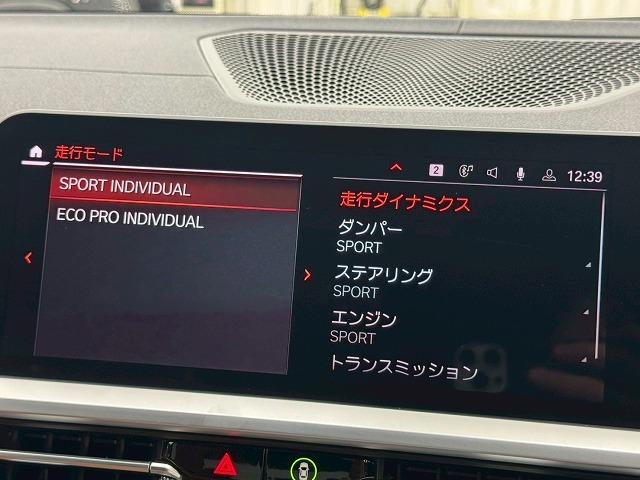 走行モード
2
12:39
SPORT INDIVIDUAL
ECO PRO INDIVIDUAL
走行ダイナミクス
ダンパー
SPORT
ステアリング
SPORT
エンジン
SPORT
トランスミッション